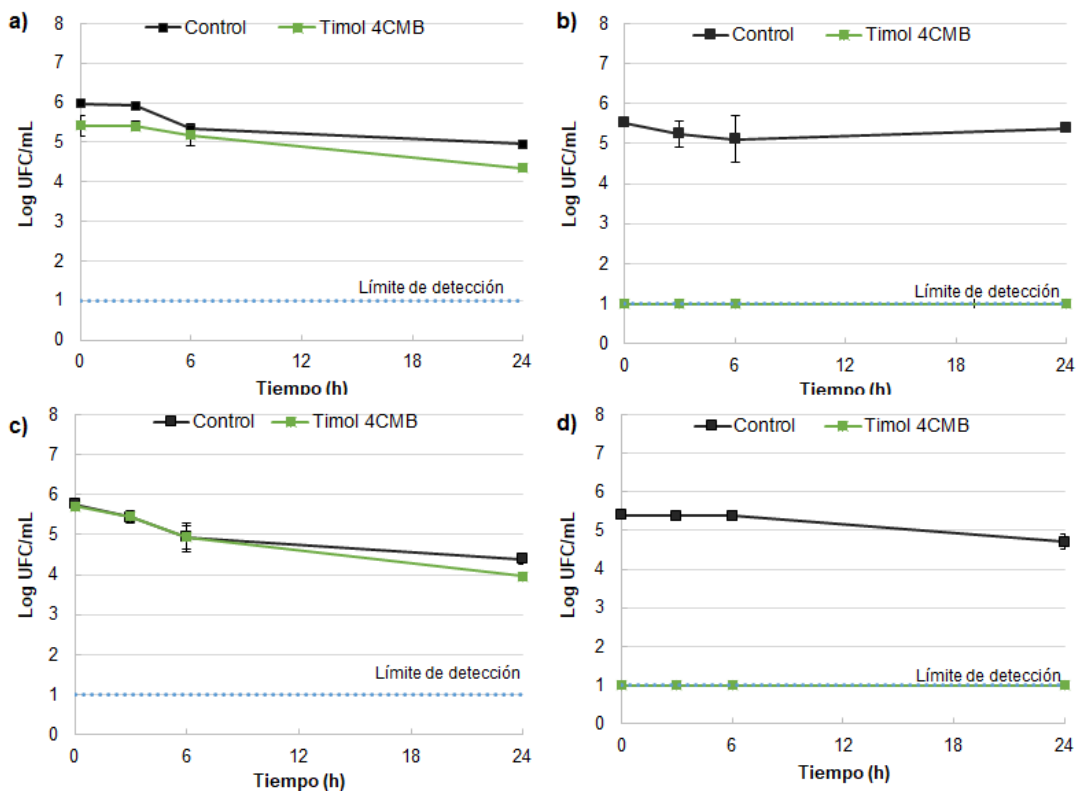 a)
Control
Timol 4CMB
8
7
6
5
4
3
2
1
0
Log UFC/mL
Límite de detección
0
6
12
18
24
Tiempo (h)
b)
Control
Timol 4CMB
8
7
6
5
4
3
2
1
0
Log UFC/mL
Límite de detección
0
6
12
18
24
Tiempo (h)
c)
Control
Timol 4CMB
8
7
6
5
4
3
2
1
0
Log UFC/mL
Límite de detección
0
6
12
18
24
Tiempo (h)
d)
Control
Timol 4CMB
8
7
6
5
4
3
2
1
0
Log UFC/mL
Límite de detección
0
6
12
18
24
Tiempo (h)